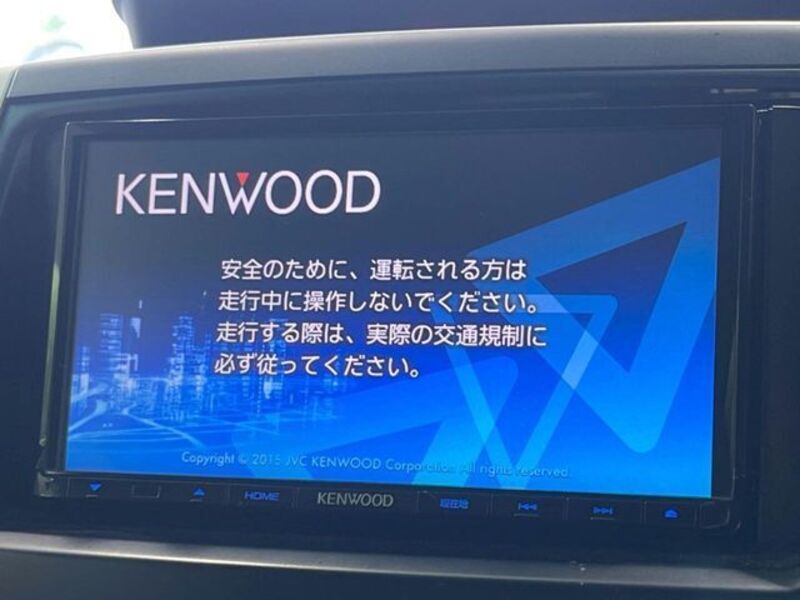 KENWOOD
安全のために、運転される方は
走行中に操作しないでください。
走行する際は、実際の交通規制に
必ず従ってください。
Copyright © 2015 JVC KENWOOD Corporation All rights reserved.
HOME KENWOOD 現在地